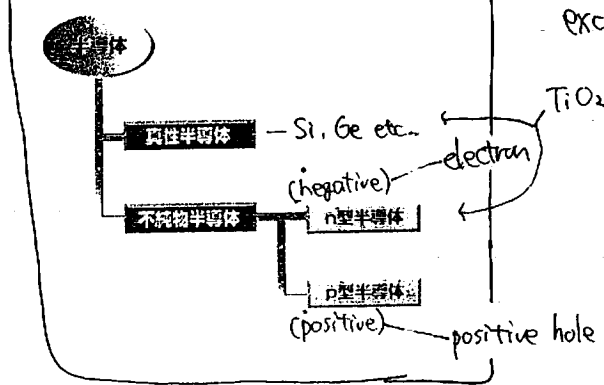 exc
半導体
TiO2
真性半導体 — Si, Ge etc..
(negative) electron
不純物半導体 n型半導体
p型半導体
(positive) positive hole